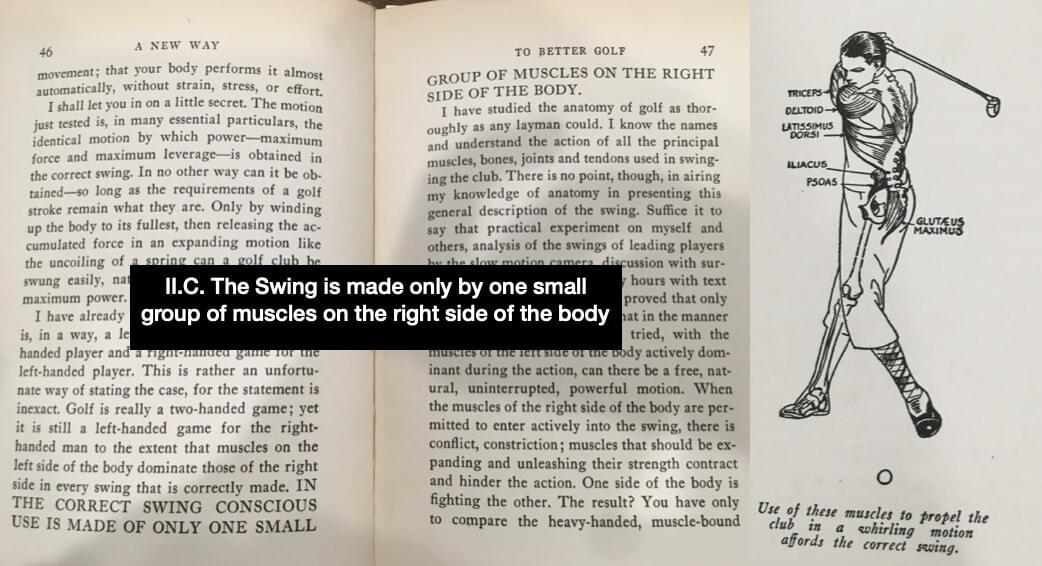 46
A NEW WAY
movement; that your body performs it almost
automatically, without strain, stress, or effort.
I shall let you in on a little secret. The motion
just tested is, in many essential particulars, the
identical motion by which power—maximum
force and maximum leverage—is obtained in
the correct swing. In no other way can it be ob-
tained—so long as the requirements of a golf
stroke remain what they are. Only by winding
up the body to its fullest, then releasing the ac-
cumulated force in an expanding motion like
the uncoiling of a spring can a golf club be
swung easily,
maximum power.
I have already
is, in a way, a
handed player and a right-handed game for the
left-handed player. This is rather an unfortu-
nate way of stating the case, for the statement is
inexact. Golf is really a two-handed game; yet
it is still a left-handed game for the right-
handed man to the extent that muscles on the
left side of the body dominate those of the right
side in every swing that is correctly made. IN
THE CORRECT SWING CONSCIOUS
USE IS MADE OF ONLY ONE SMALL
TO BETTER GOLF
47
GROUP OF MUSCLES ON THE RIGHT
SIDE OF THE BODY.
I have studied the anatomy of golf as thor-
oughly as any layman could. I know the names
and understand the action of all the principal
muscles, bones, joints and tendons used in swing-
ing the club. There is no point, though, in airing
my knowledge of anatomy in presenting this
general description of the swing. Suffice it to
say that practical experiment on myself and
others, analysis of the swings of leading players
by the slow motion camera, discussion with sur-
hours with text
proved that only
in the manner
tried, with the
muscles of the left side of the body actively dom-
inant during the action, can there be a free, nat-
ural, uninterrupted, powerful motion. When
the muscles of the right side of the body are per-
mitted to enter actively into the swing, there is
conflict, constriction; muscles that should be ex-
panding and unleashing their strength contract
and hinder the action. One side of the body is
fighting the other. The result? You have only
to compare the heavy-handed, muscle-bound
II.C. The Swing is made only by one small
group of muscles on the right side of the body
TRICEPS
DELTOID
LATISSIMUS
DORSI
ILIACUS
PSOAS
GLUTÆUS
MAXIMUS
Use of these muscles to propel the
club in a whirling motion
affords the correct swing.